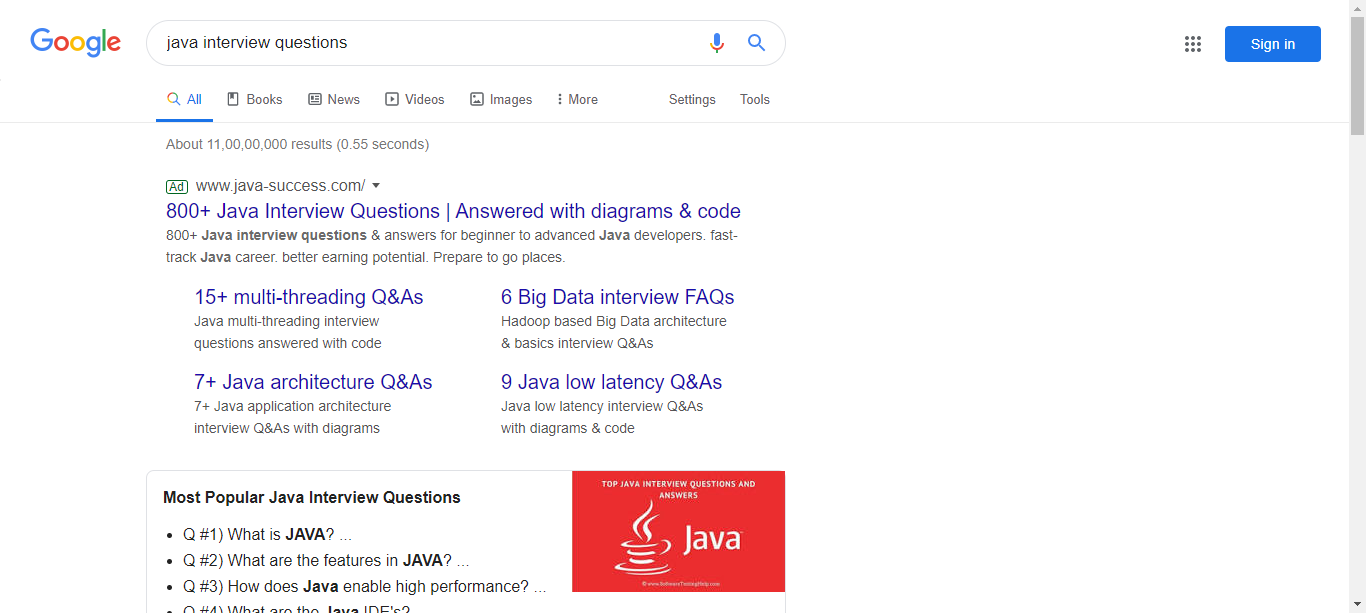 Google
java interview questions
Sign in
All Books News Videos Images More Settings Tools
About 11,00,00,000 results (0.55 seconds)
Ad www.java-success.com/
800+ Java Interview Questions | Answered with diagrams & code
800+ Java interview questions & answers for beginner to advanced Java developers. fast-
track Java career. better earning potential. Prepare to go places.
15+ multi-threading Q&As
Java multi-threading interview
questions answered with code
6 Big Data interview FAQs
Hadoop based Big Data architecture
& basics interview Q&As
7+ Java architecture Q&As
7+ Java application architecture
interview Q&As with diagrams
9 Java low latency Q&As
Java low latency interview Q&As
with diagrams & code
Most Popular Java Interview Questions
Q #1) What is JAVA? ...
Q #2) What are the features in JAVA? ...
Q #3) How does Java enable high performance? ...
Q #4) What are the Java IDE's?
TOP JAVA INTERVIEW QUESTIONS AND
ANSWERS
Java
© www.SoftwareTestingHelp.com